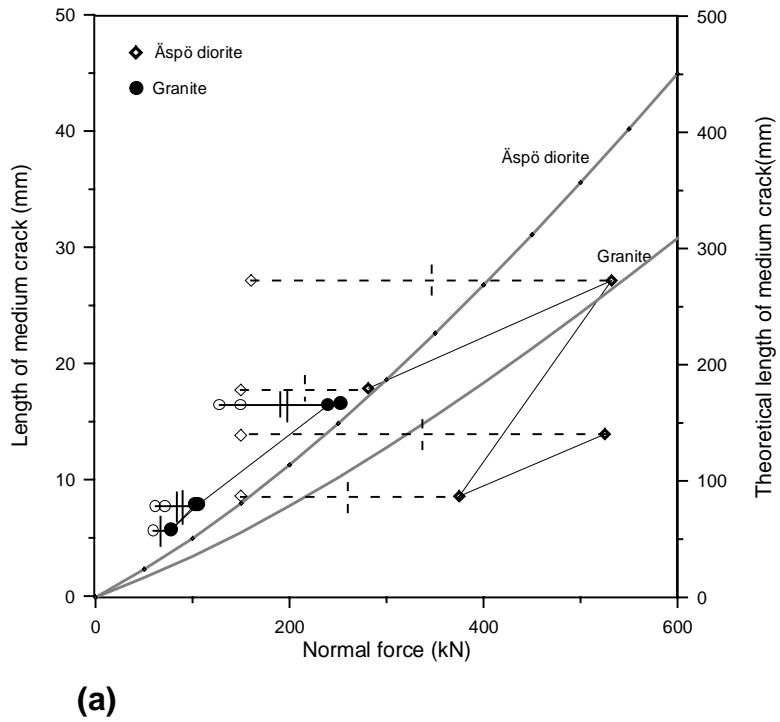 50
40
30
20
10
0
Length of medium crack (mm)
Äspö diorite
Granite
Äspö diorite
Granite
500
400
300
200
100
0
Theoretical length of medium crack(mm)
0 200 400 600
Normal force (kN)
(a)